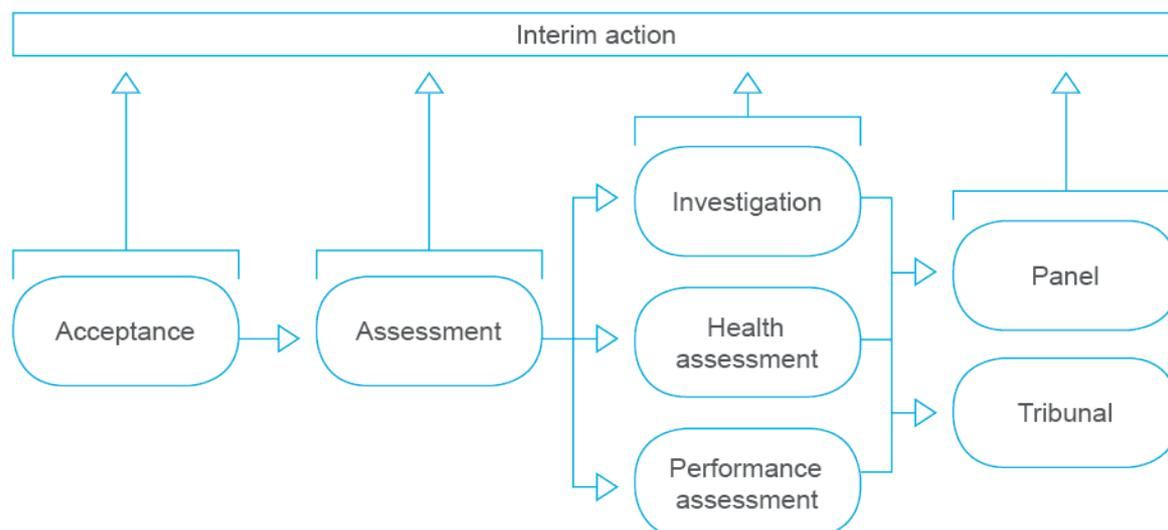 Interim action
Acceptance
Assessment
Investigation
Health
assessment
Performance
assessment
Panel
Tribunal